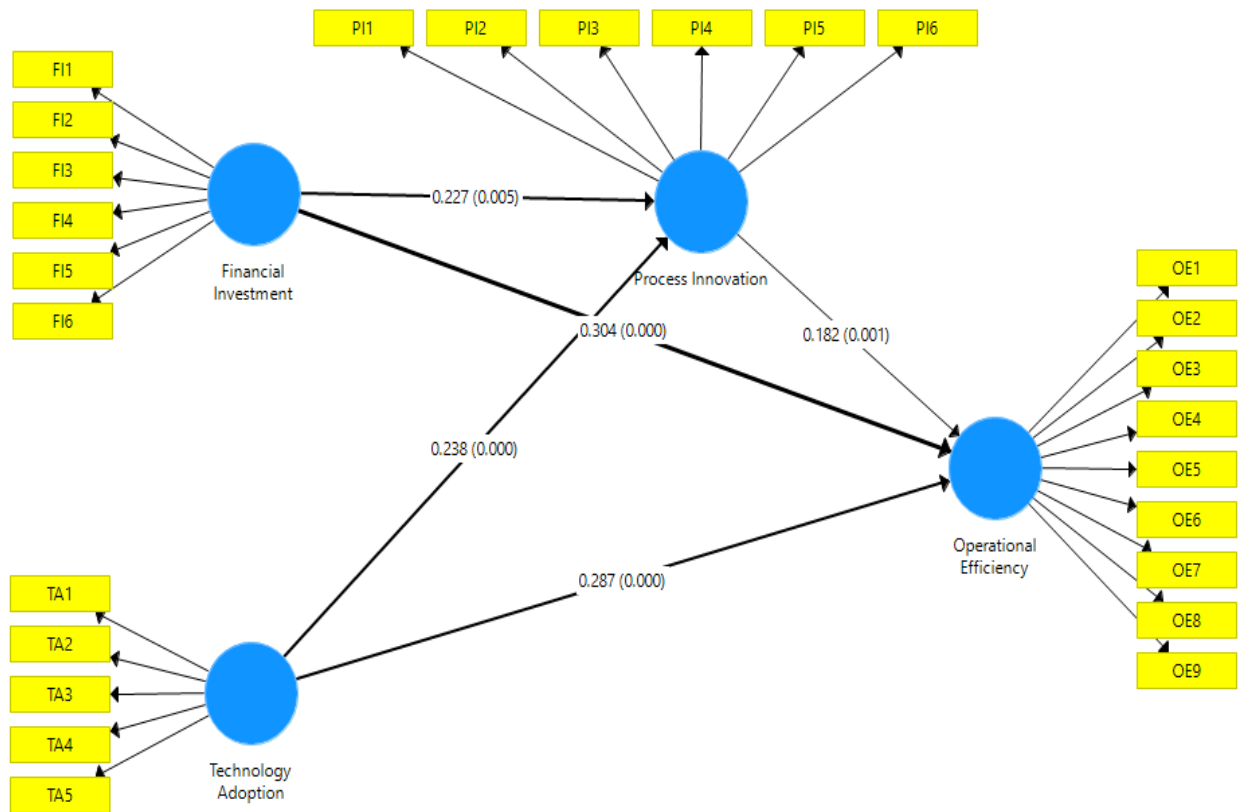 PI1
PI2
PI3
PI4
PI5
PI6
FI1
FI2
FI3
FI4
FI5
FI6
Financial
Investment
0.227 (0.005)
Process Innovation
0.304 (0.000)
0.182 (0.001)
0.238 (0.000)
0.287 (0.000)
OE1
OE2
OE3
OE4
OE5
OE6
OE7
OE8
OE9
Operational
Efficiency
TA1
TA2
TA3
TA4
TA5
Technology
Adoption